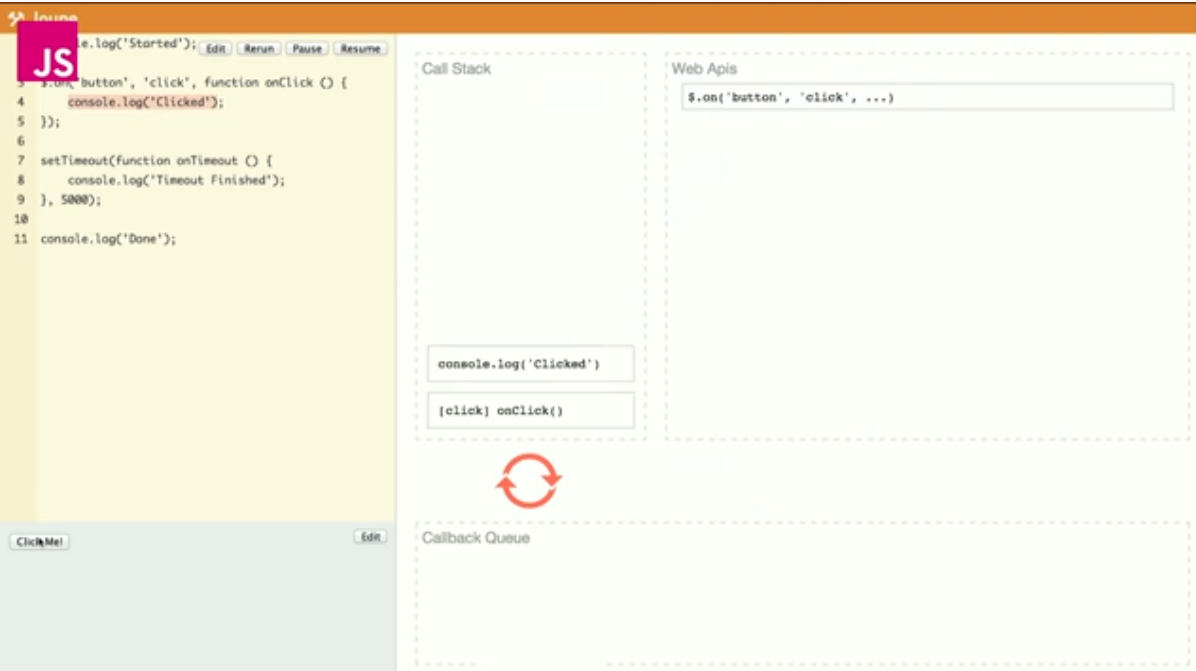 loupe
JS
le.log('Started');
Edit Rerun Pause Resume
3 $.on('button', 'click', function onClick () {
4 console.log('Clicked');
5 });
6
7 setTimeout(function onTimeout () {
8 console.log('Timeout Finished');
9 }, 5000);
10
11 console.log('Done');
Click Me!
Edit
Call Stack
console.log('Clicked')
[click] onClick()
Web Apis
$.on('button', 'click', ...)
Callback Queue